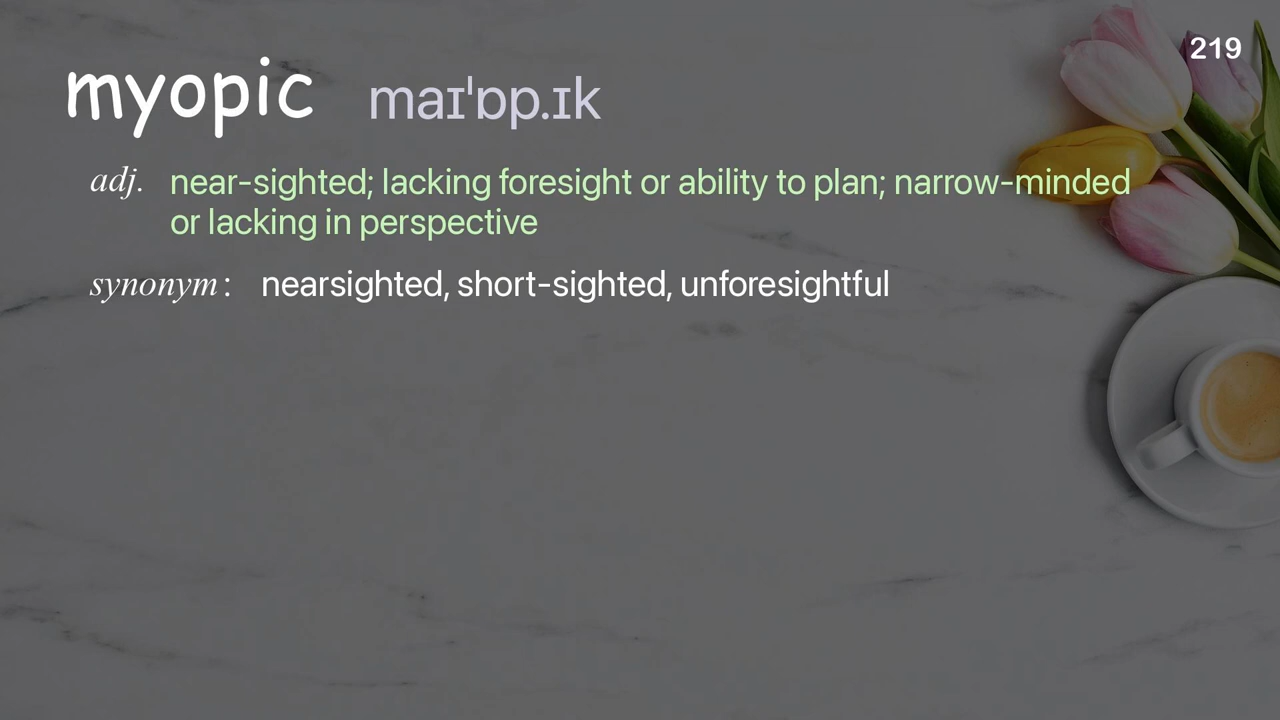 219
myopic maɪˈɒp.ɪk
adj. near-sighted; lacking foresight or ability to plan; narrow-minded
or lacking in perspective
synonym : nearsighted, short-sighted, unforesightful